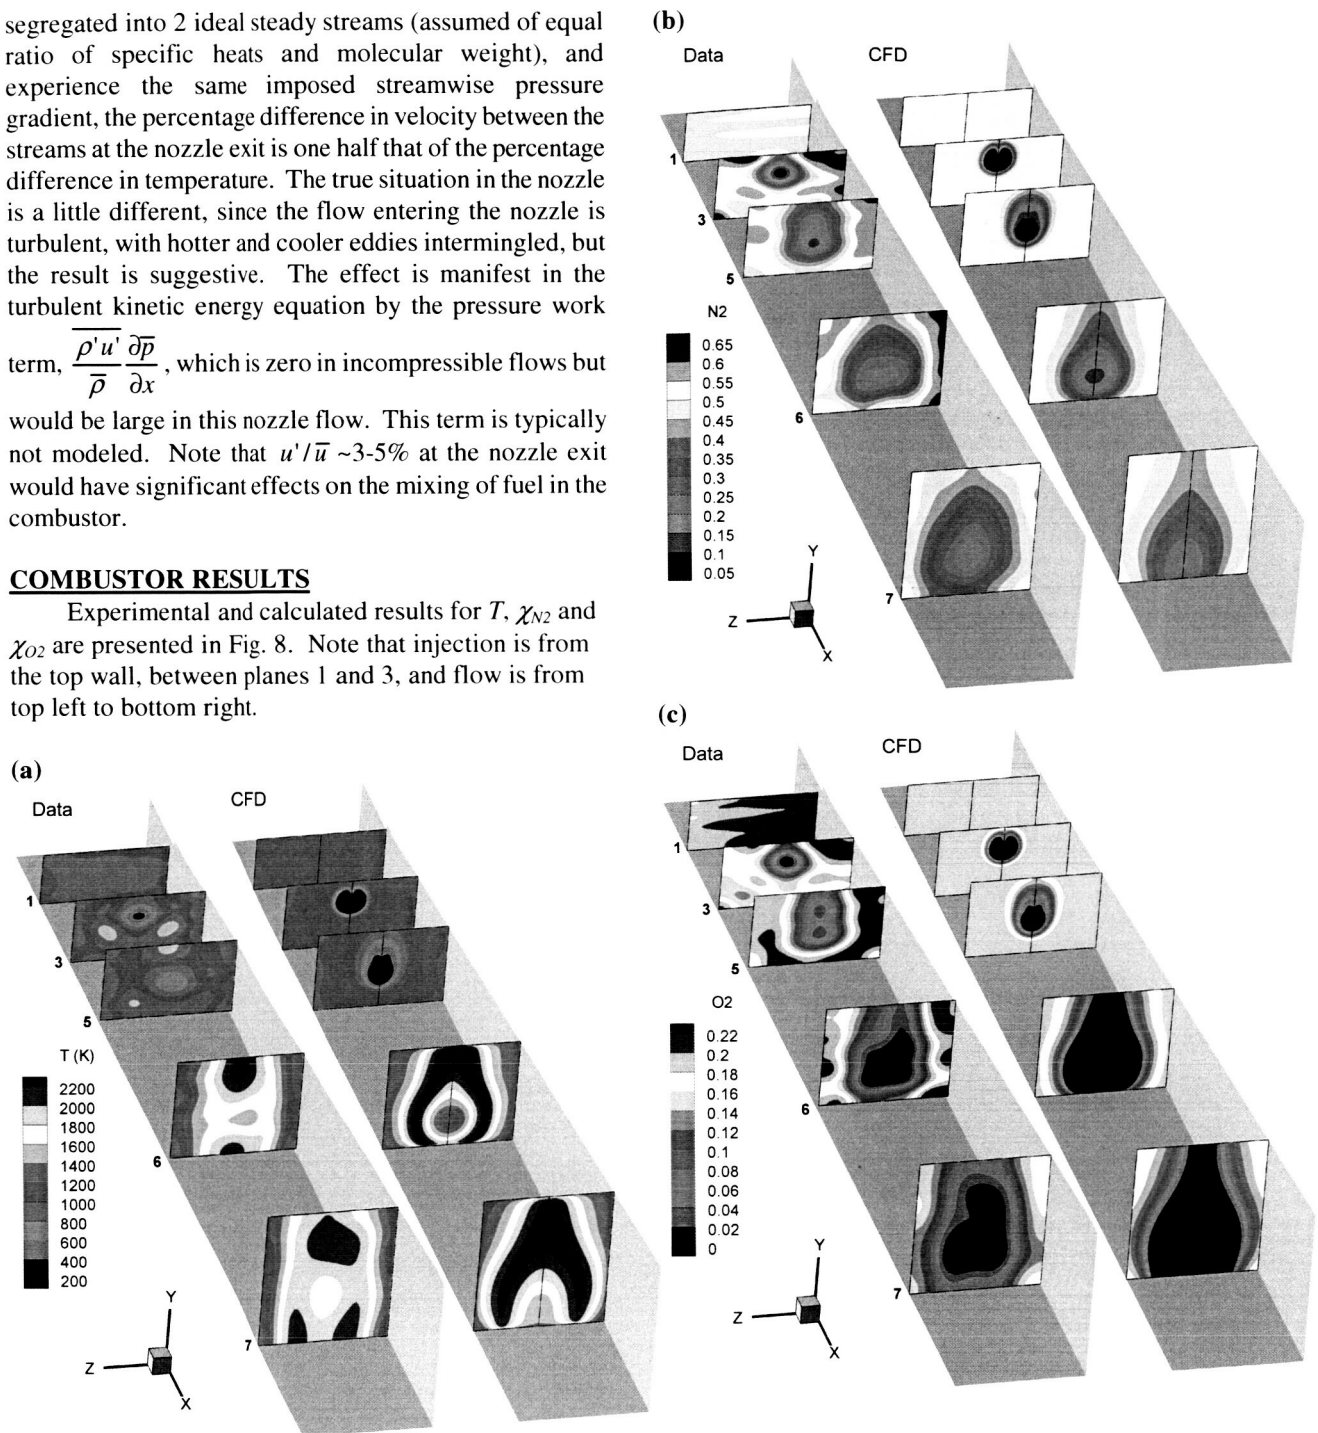 segregated into 2 ideal steady streams (assumed of equal
ratio of specific heats and molecular weight), and
experience the same imposed streamwise pressure
gradient, the percentage difference in velocity between the
streams at the nozzle exit is one half that of the percentage
difference in temperature. The true situation in the nozzle
is a little different, since the flow entering the nozzle is
turbulent, with hotter and cooler eddies intermingled, but
the result is suggestive. The effect is manifest in the
turbulent kinetic energy equation by the pressure work
term, \frac{\overline{\rho'u'}}{\overline{\rho}} \frac{\partial \overline{p}}{\partial x}, which is zero in incompressible flows but
would be large in this nozzle flow. This term is typically
not modeled. Note that u'/u̅ ~3-5% at the nozzle exit
would have significant effects on the mixing of fuel in the
combustor.
COMBUSTOR RESULTS
Experimental and calculated results for T, χN2 and
χO2 are presented in Fig. 8. Note that injection is from
the top wall, between planes 1 and 3, and flow is from
top left to bottom right.
(a)
Data
CFD
1
3
5
T (K)
2200
2000
1800
1600
1400
1200
1000
800
600
400
200
6
7
Y
Z
X
(b)
Data
CFD
1
3
5
N2
0.65
0.6
0.55
0.5
0.45
0.4
0.35
0.3
0.25
0.2
0.15
0.1
0.05
6
7
Y
Z
X
(c)
Data
CFD
1
3
5
O2
0.22
0.2
0.18
0.16
0.14
0.12
0.1
0.08
0.06
0.04
0.02
0
6
7
Y
Z
X